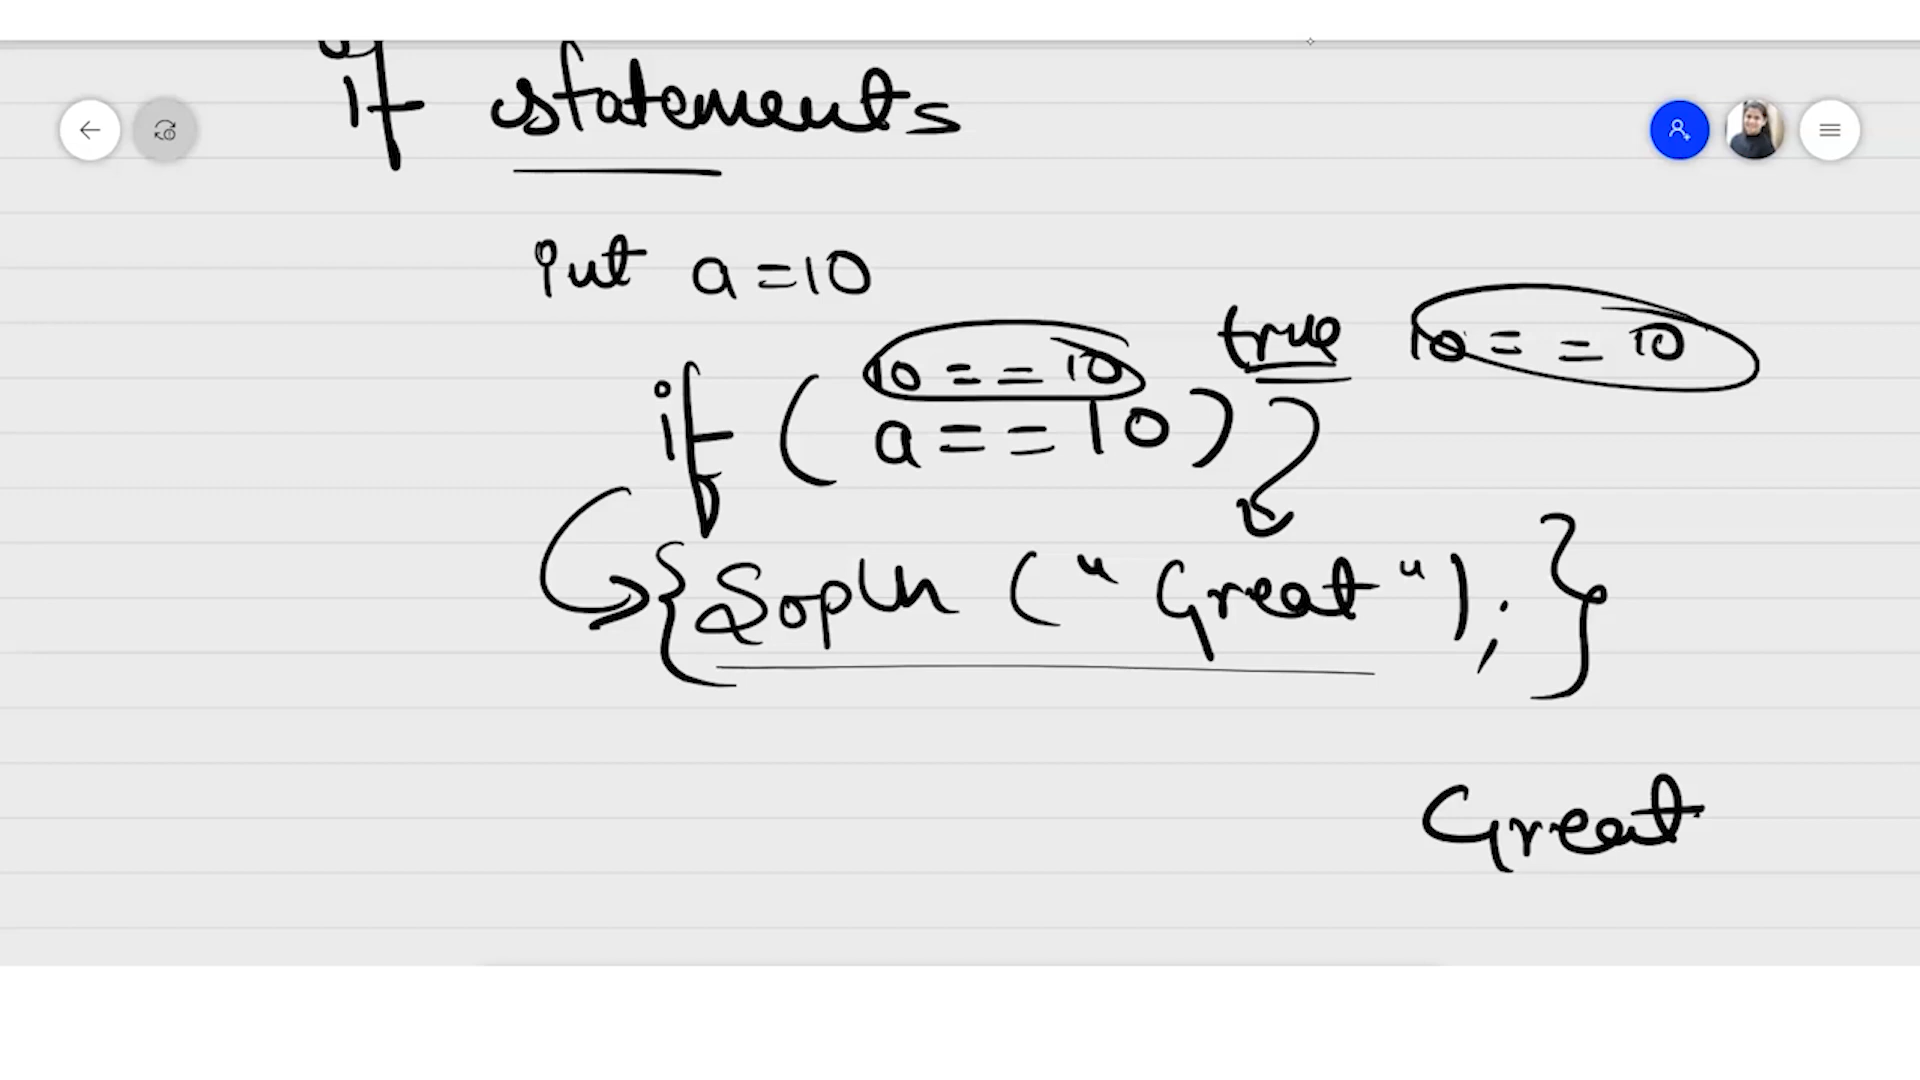 if statements
int a = 10
true 10 == 10
10 == 10
if ( a == 10 )
{ Sopln ( " Great " ) ; }
Great